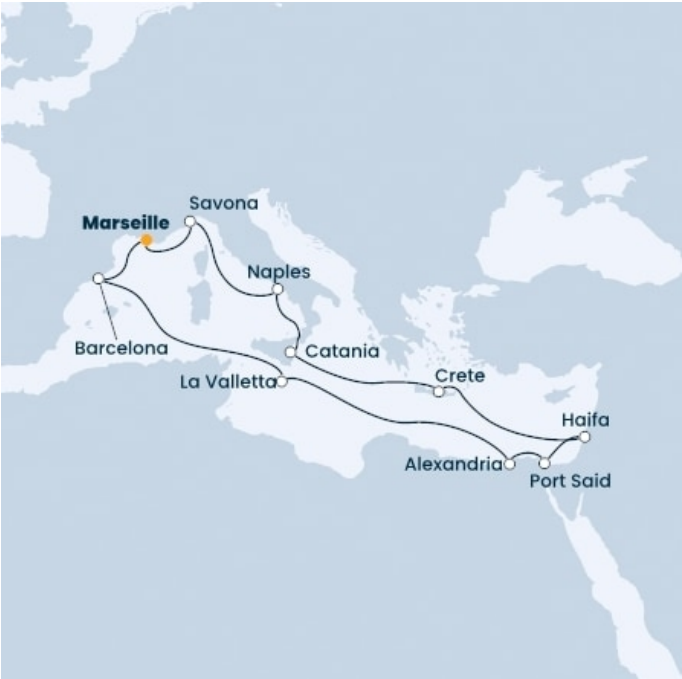 Savona
Marseille
Naples
Barcelona
Catania
La Valletta
Crete
Haifa
Alexandria
Port Said